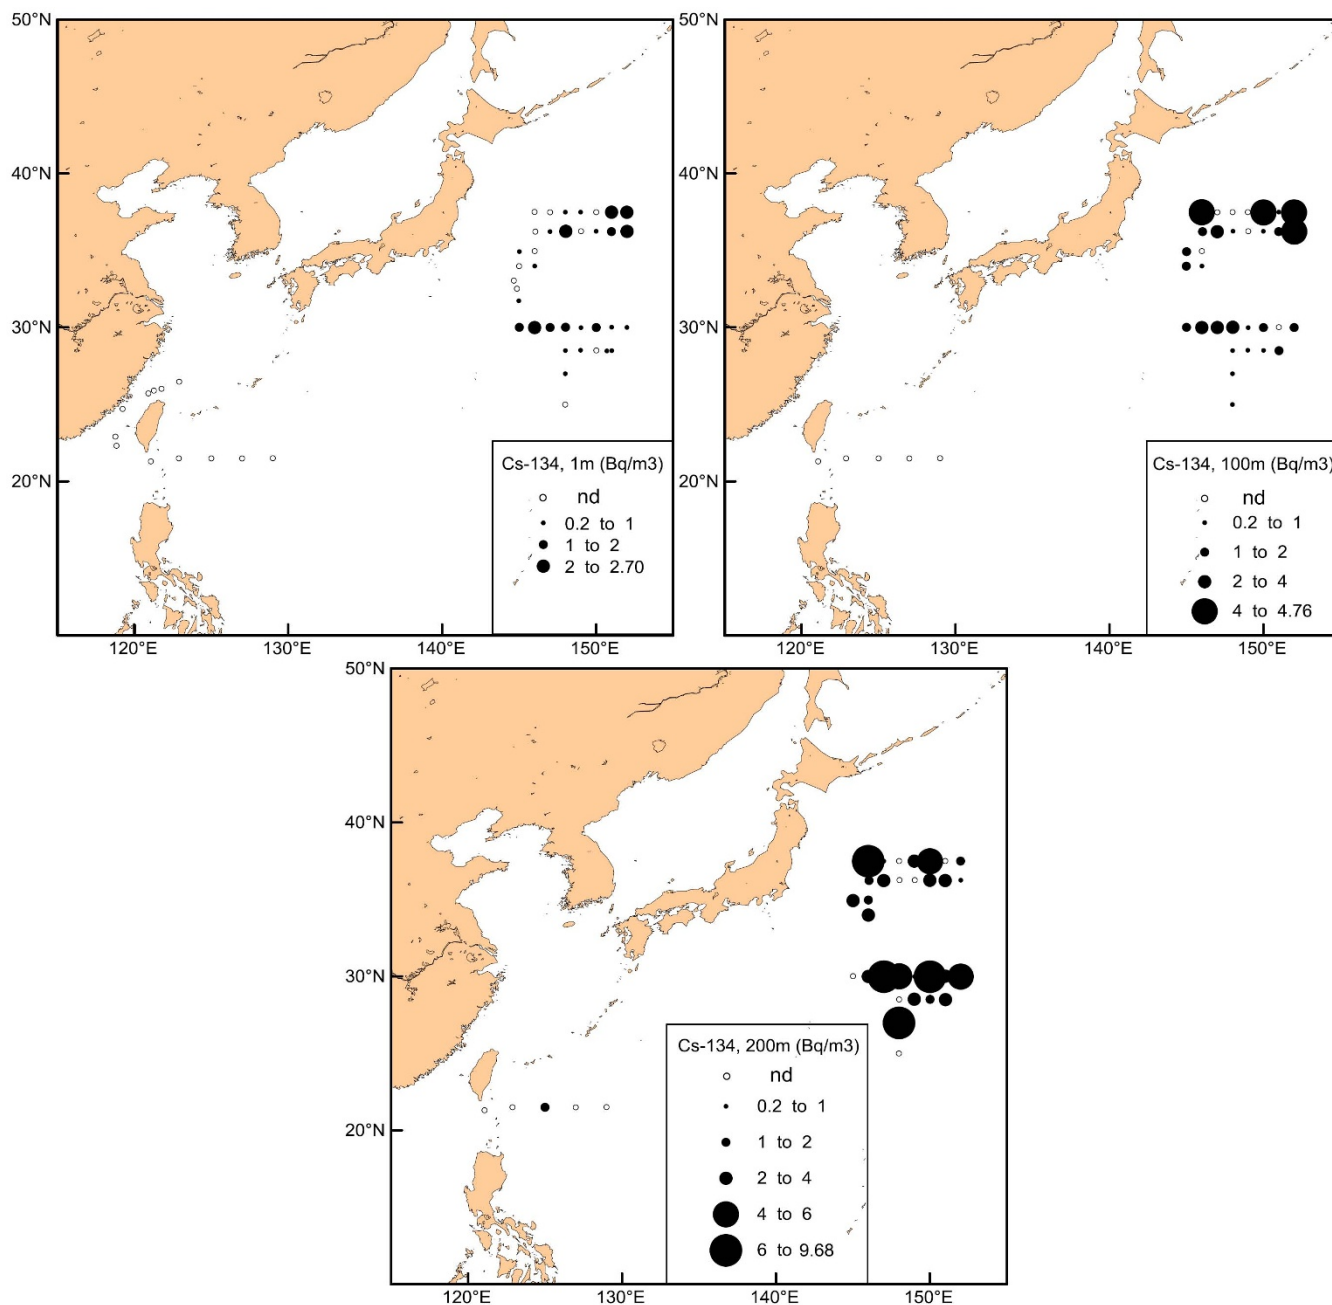 50°N
40°N
30°N
20°N
120°E 130°E 140°E 150°E
Cs-134, 1m (Bq/m3)
nd
0.2 to 1
1 to 2
2 to 2.70
50°N
40°N
30°N
20°N
120°E 130°E 140°E 150°E
Cs-134, 100m (Bq/m3)
nd
0.2 to 1
1 to 2
2 to 4
4 to 4.76
50°N
40°N
30°N
20°N
120°E 130°E 140°E 150°E
Cs-134, 200m (Bq/m3)
nd
0.2 to 1
1 to 2
2 to 4
4 to 6
6 to 9.68